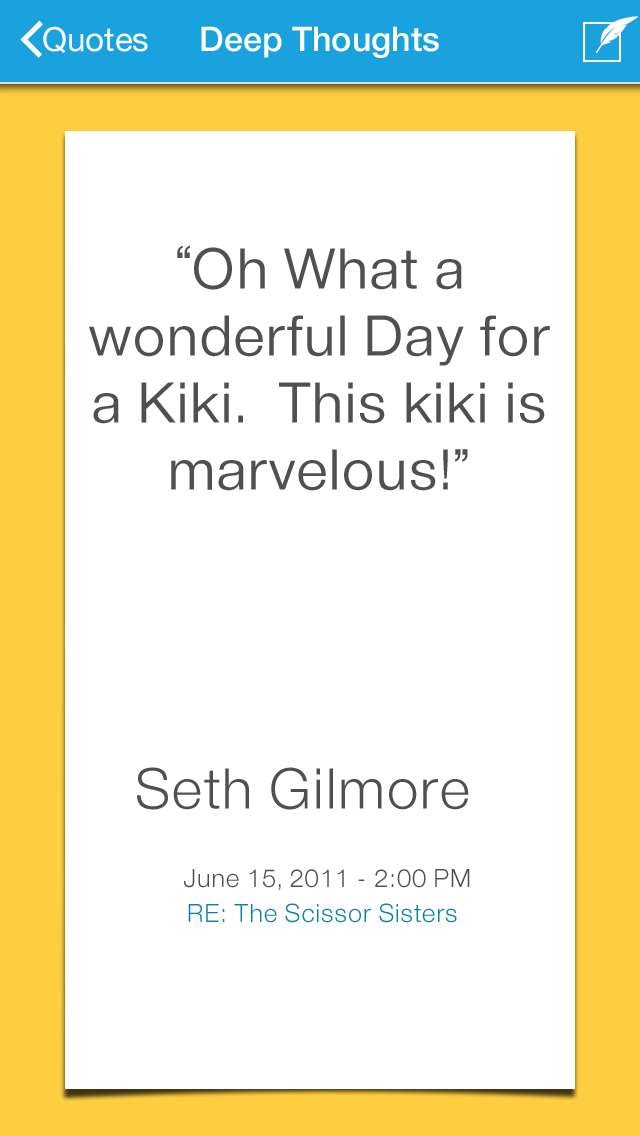 Quotes
Deep Thoughts
“Oh What a
wonderful Day for
a Kiki.  This kiki is
marvelous!”
Seth Gilmore
June 15, 2011 - 2:00 PM
RE: The Scissor Sisters